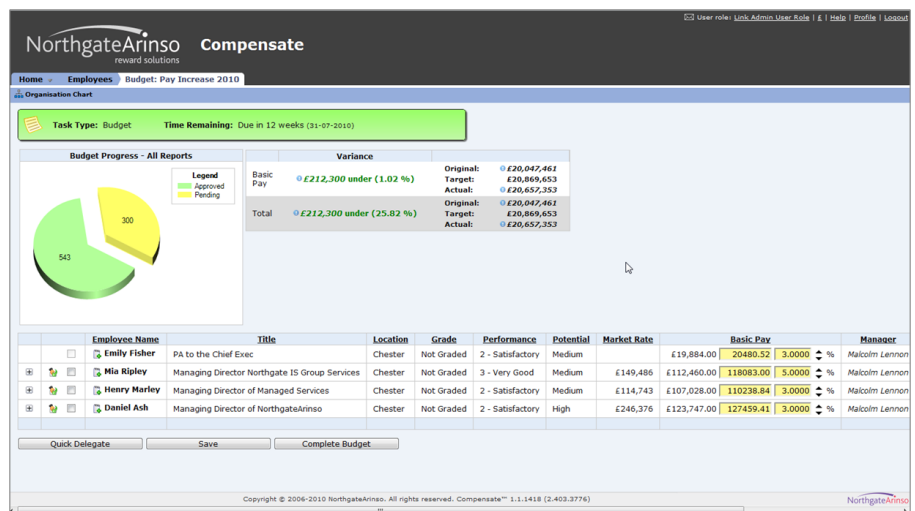 User role: Link Admin User Role | £ | Help | Profile | Logout
NorthgateArinso Compensate
reward solutions
Home Employees Budget: Pay Increase 2010
Organisation Chart
Task Type: Budget Time Remaining: Due in 12 weeks (31-07-2010)
Budget Progress - All Reports
Legend
Approved
Pending
300
543
Variance
Basic Pay £212,300 under (1.02 %) Original: £20,047,461
Target: £20,869,653
Actual: £20,657,353
Total £212,300 under (25.82 %) Original: £20,047,461
Target: £20,869,653
Actual: £20,657,353
Employee Name Title Location Grade Performance Potential Market Rate Basic Pay Manager
Emily Fisher PA to the Chief Exec Chester Not Graded 2 - Satisfactory Medium £19,884.00 20480.52 3.0000 % Malcolm Lennon
Mia Ripley Managing Director Northgate IS Group Services Chester Not Graded 3 - Very Good Medium £149,486 £112,460.00 118083.00 5.0000 % Malcolm Lennon
Henry Marley Managing Director of Managed Services Chester Not Graded 2 - Satisfactory Medium £114,743 £107,028.00 110238.84 3.0000 % Malcolm Lennon
Daniel Ash Managing Director of NorthgateArinso Chester Not Graded 2 - Satisfactory High £246,376 £123,747.00 127459.41 3.0000 % Malcolm Lennon
Quick Delegate Save Complete Budget
Copyright © 2006-2010 NorthgateArinso. All rights reserved. Compensate™ 1.1.1418 (2.403.3776)
NorthgateArinso